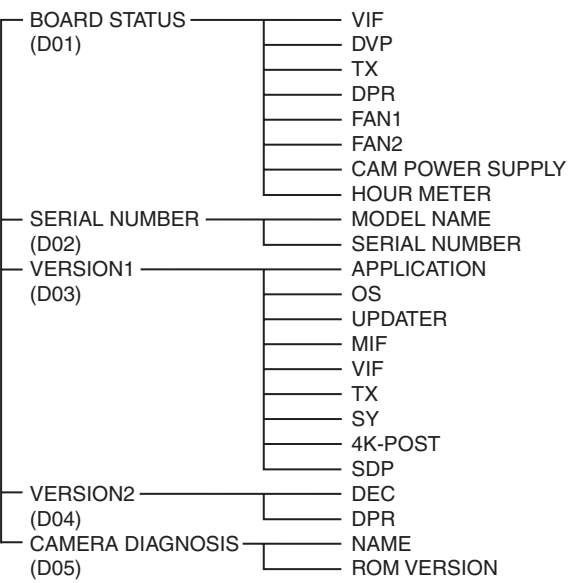 BOARD STATUS VIF
(D01) DVP
TX
DPR
FAN1
FAN2
CAM POWER SUPPLY
HOUR METER
SERIAL NUMBER MODEL NAME
(D02) SERIAL NUMBER
VERSION1 APPLICATION
(D03) OS
UPDATER
MIF
VIF
TX
SY
4K-POST
SDP
VERSION2 DEC
(D04) DPR
CAMERA DIAGNOSIS NAME
(D05) ROM VERSION